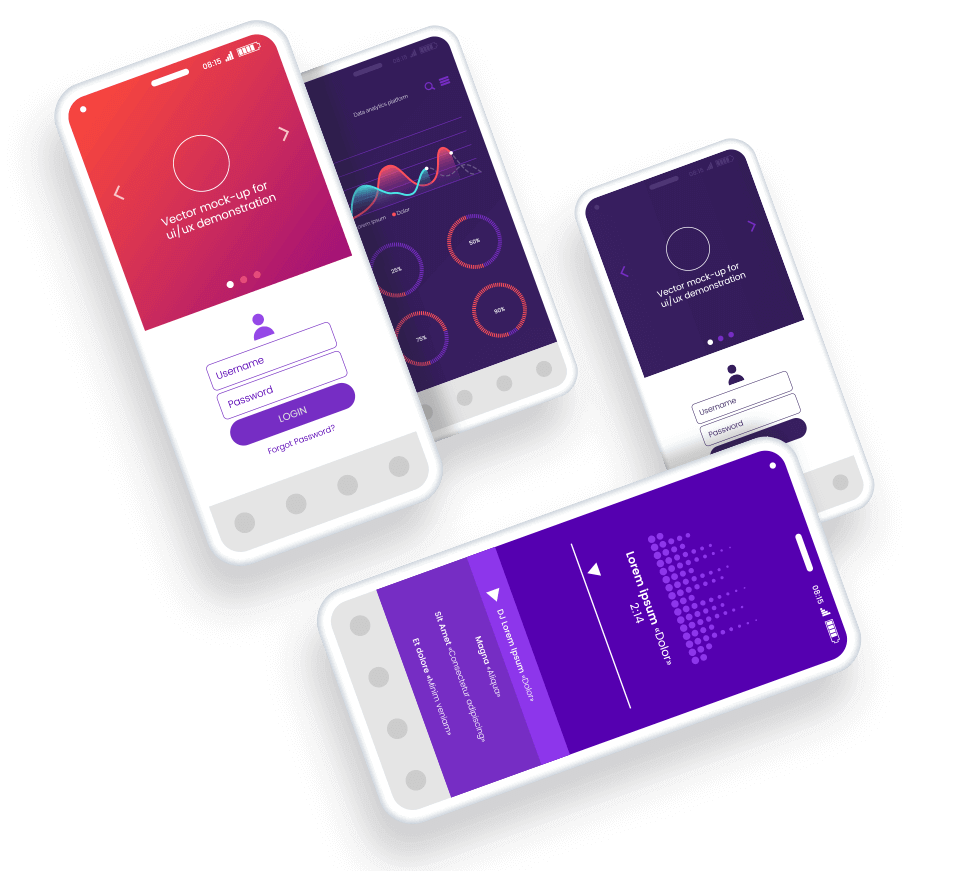 08:15
Vector mock-up for
ui/ux demonstration
Username
Password
LOGIN
Forgot Password?
Data analytics platform
Dolor
25%
50%
75%
90%
Vector mock-up for
ui/ux demonstration
Username
Password
08:15
Lorem Ipsum «Dolor»
2:14
DJ Lorem Ipsum «Dolor»
Magna «Aliqua»
Sit Amet «Consectetur adipiscing»
Et dolore «Minim veniam»